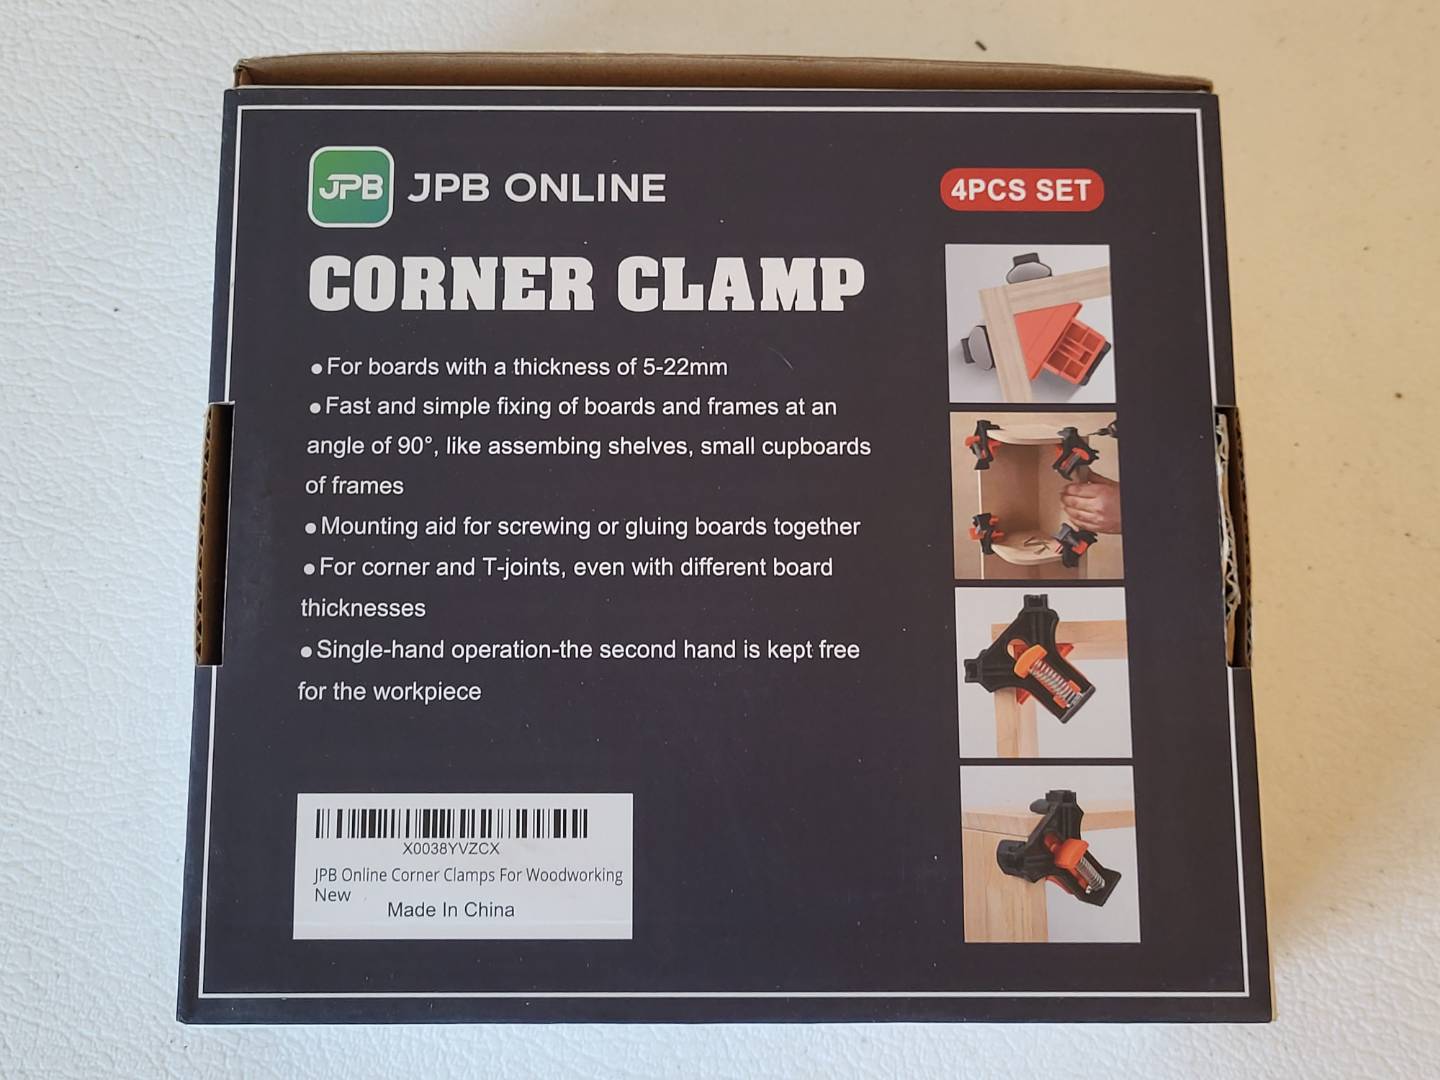 JPB JPB ONLINE
4PCS SET
CORNER CLAMP
●For boards with a thickness of 5-22mm
●Fast and simple fixing of boards and frames at an
angle of 90°, like assembing shelves, small cupboards
of frames
●Mounting aid for screwing or gluing boards together
●For corner and T-joints, even with different board
thicknesses
●Single-hand operation-the second hand is kept free
for the workpiece
X0038YVZCX
JPB Online Corner Clamps For Woodworking
New
Made In China